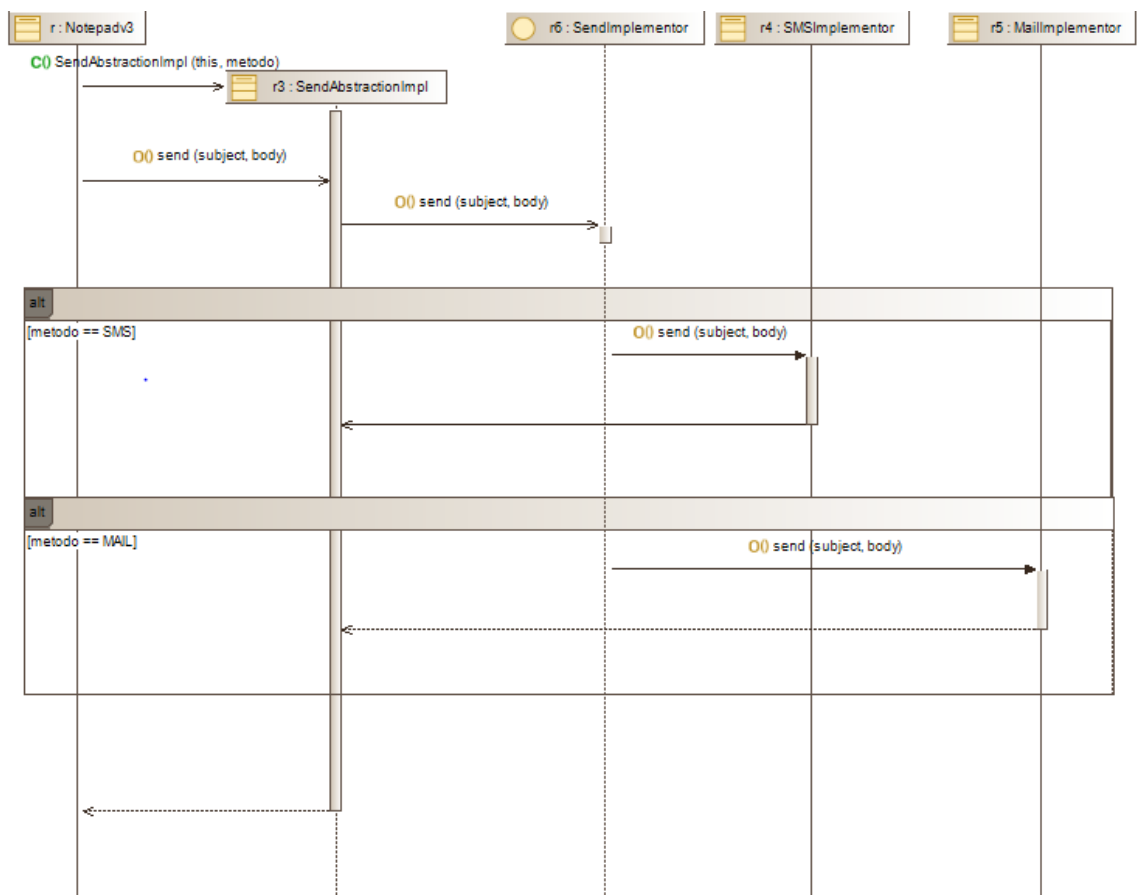 r : Notepadv3
r6 : SendImplementor
r4 : SMSImplementor
r5 : MailImplementor
C() SendAbstractionImpl (this, metodo)
r3 : SendAbstractionImpl
O() send (subject, body)
O() send (subject, body)
alt
[metodo == SMS]
O() send (subject, body)
alt
[metodo == MAIL]
O() send (subject, body)